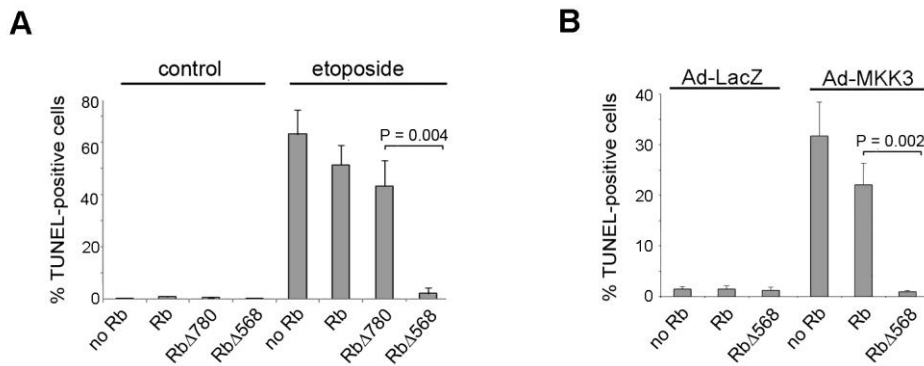 A
control etoposide
% TUNEL-positive cells
80
60
40
20
0
P = 0.004
no Rb Rb RbΔ780 RbΔ568 no Rb Rb RbΔ780 RbΔ568
B
Ad-LacZ Ad-MKK3
% TUNEL-positive cells
40
30
20
10
0
P = 0.002
no Rb Rb RbΔ568 no Rb Rb RbΔ568